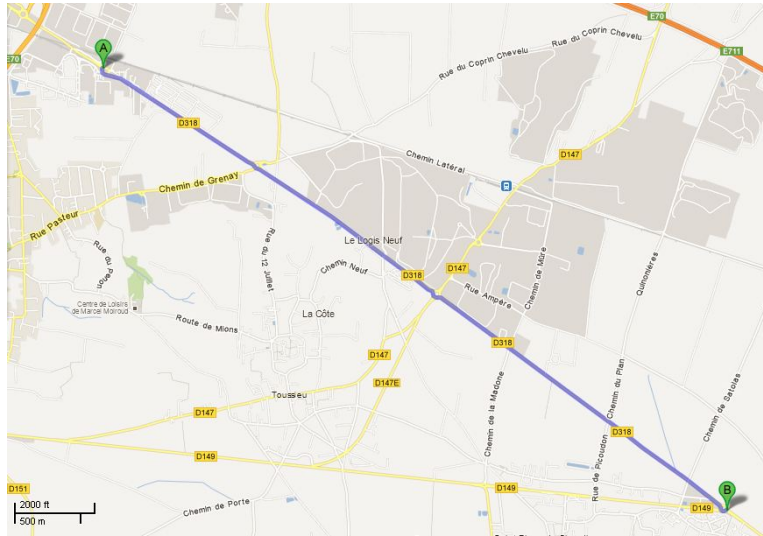 E70
E70
A
E711
Rue du Coprin Chevelu
Rue du Coprin Chevelu
D318
Chemin Latéral
D147
Chemin de Grenay
Rue Pasteur
Rue du Payon
Rue du 12 Juillet
Le Logis Neuf
Chemin Neuf
D318
D147
Chemin de Mûre
Quinonières
Rue Ampère
Centre de Loisirs
de Marcel Moiroud
Route de Mions
La Côte
D318
D147
D147E
Toussieu
Chemin de la Madone
Chemin du Plan
Chemin de Satolas
D147
D318
D149
Rue de Picoudon
D151
D149
B
D149
Chemin de Porte
2000 ft
500 m